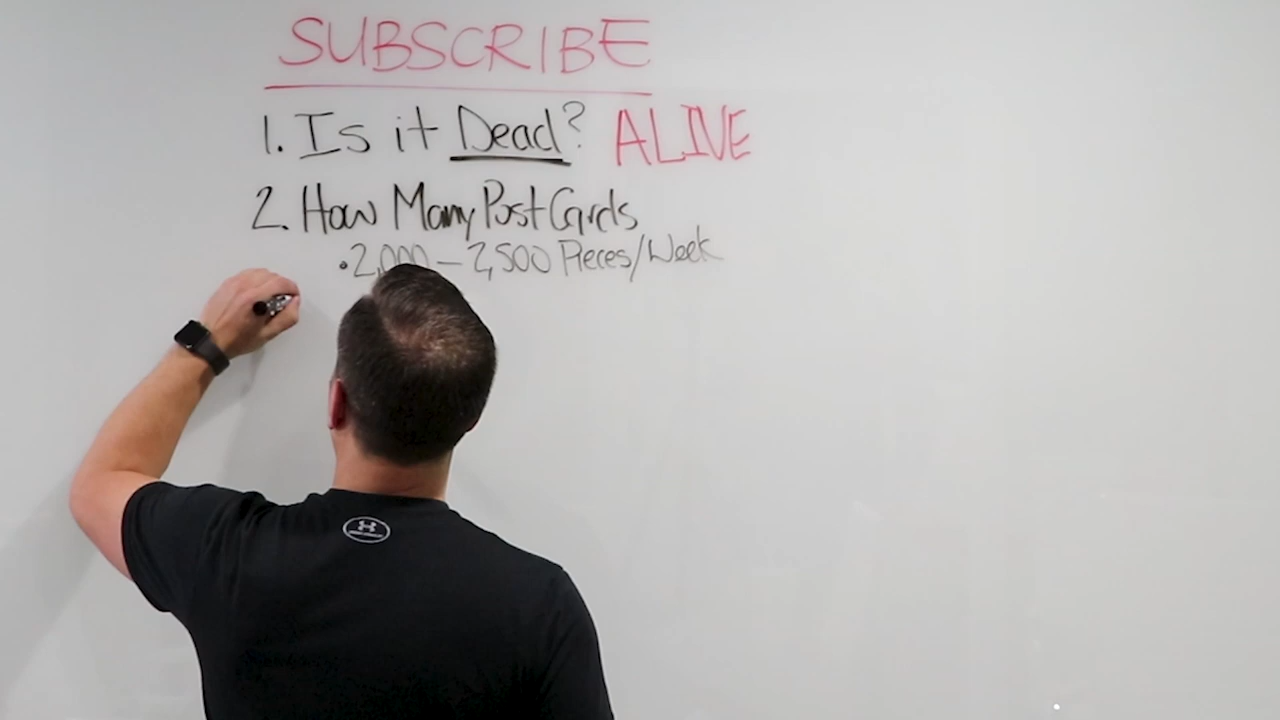 SUBSCRIBE
1. Is it Dead? ALIVE
2. How Many Post Cards
• 2,000 – 2,500 Pieces/Week